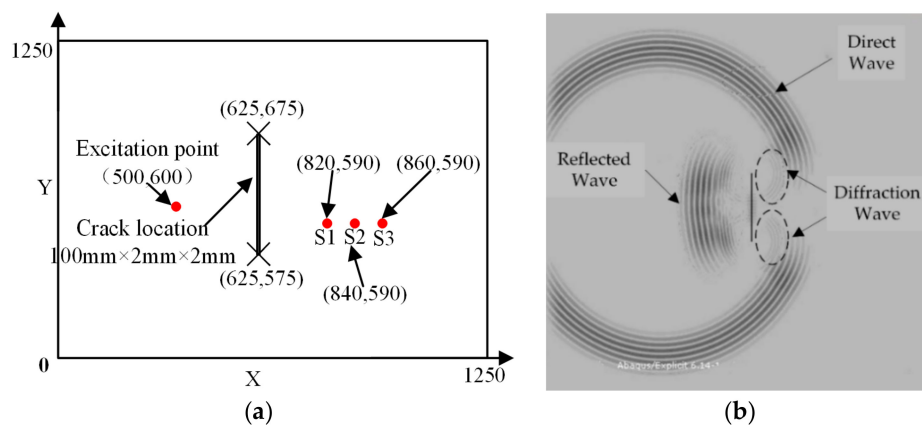 1250
(625,675)
Excitation point
（500,600）
(820,590)
(860,590)
Y
Crack location
100mm×2mm×2mm
S1
S2
S3
(625,575)
(840,590)
0
X
1250
(a)
Direct
Wave
Reflected
Wave
Diffraction
Wave
Abaqus/Explicit 6.14-*
(b)